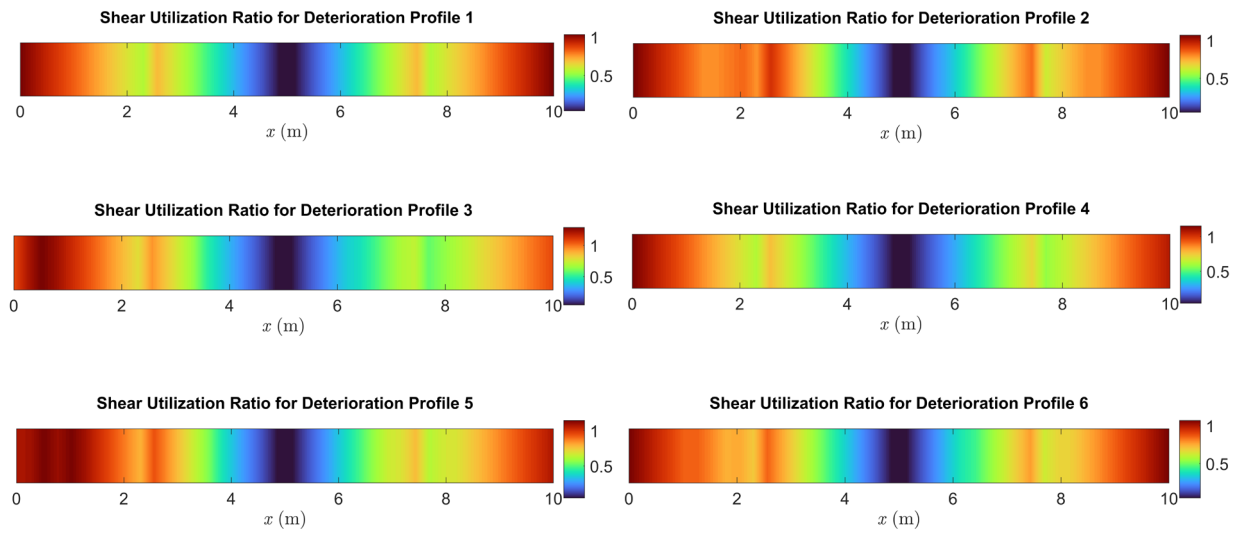 Shear Utilization Ratio for Deterioration Profile 1
1
0.5
0 2 4 6 8 10
x (m)
Shear Utilization Ratio for Deterioration Profile 2
1
0.5
0 2 4 6 8 10
x (m)
Shear Utilization Ratio for Deterioration Profile 3
1
0.5
0 2 4 6 8 10
x (m)
Shear Utilization Ratio for Deterioration Profile 4
1
0.5
0 2 4 6 8 10
x (m)
Shear Utilization Ratio for Deterioration Profile 5
1
0.5
0 2 4 6 8 10
x (m)
Shear Utilization Ratio for Deterioration Profile 6
1
0.5
0 2 4 6 8 10
x (m)